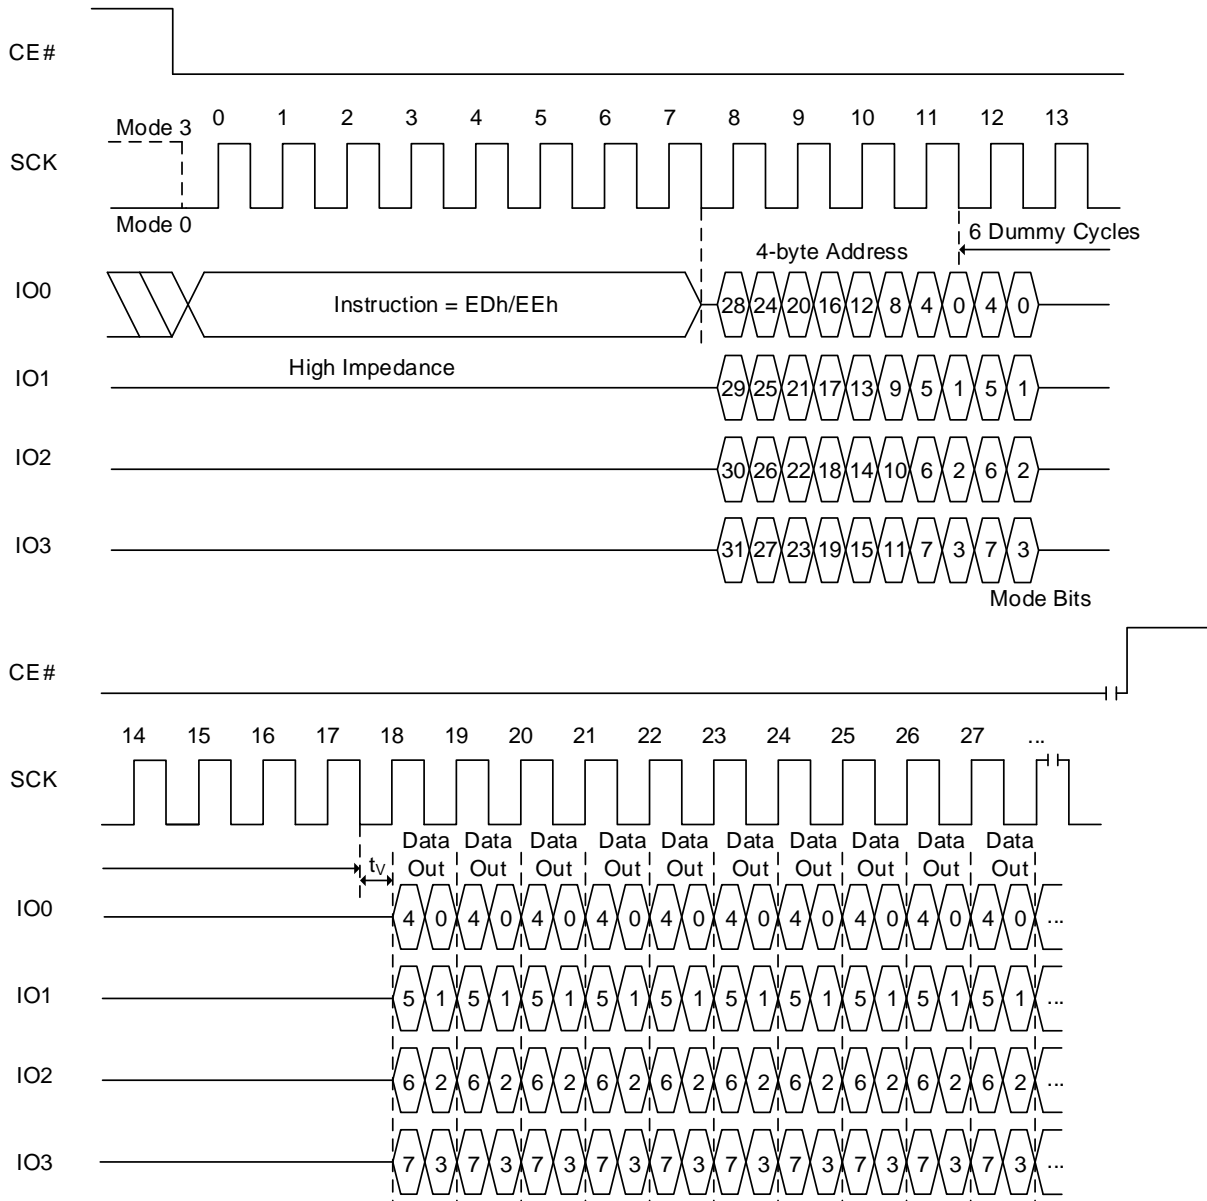 CE#
Mode 3
0 1 2 3 4 5 6 7 8 9 10 11 12 13
SCK
Mode 0
6 Dummy Cycles
4-byte Address
IO0
Instruction = EDh/EEh
28 24 20 16 12 8 4 0 4 0
High Impedance
IO1
29 25 21 17 13 9 5 1 5 1
IO2
30 26 22 18 14 10 6 2 6 2
IO3
31 27 23 19 15 11 7 3 7 3
Mode Bits
CE#
14 15 16 17 18 19 20 21 22 23 24 25 26 27 ...
SCK
Data Data Data Data Data Data Data Data Data Data
tV Out Out Out Out Out Out Out Out Out Out
IO0 4 0 4 0 4 0 4 0 4 0 4 0 4 0 4 0 4 0 4 0 ...
IO1 5 1 5 1 5 1 5 1 5 1 5 1 5 1 5 1 5 1 5 1 ...
IO2 6 2 6 2 6 2 6 2 6 2 6 2 6 2 6 2 6 2 6 2 ...
IO3 7 3 7 3 7 3 7 3 7 3 7 3 7 3 7 3 7 3 7 3 ...